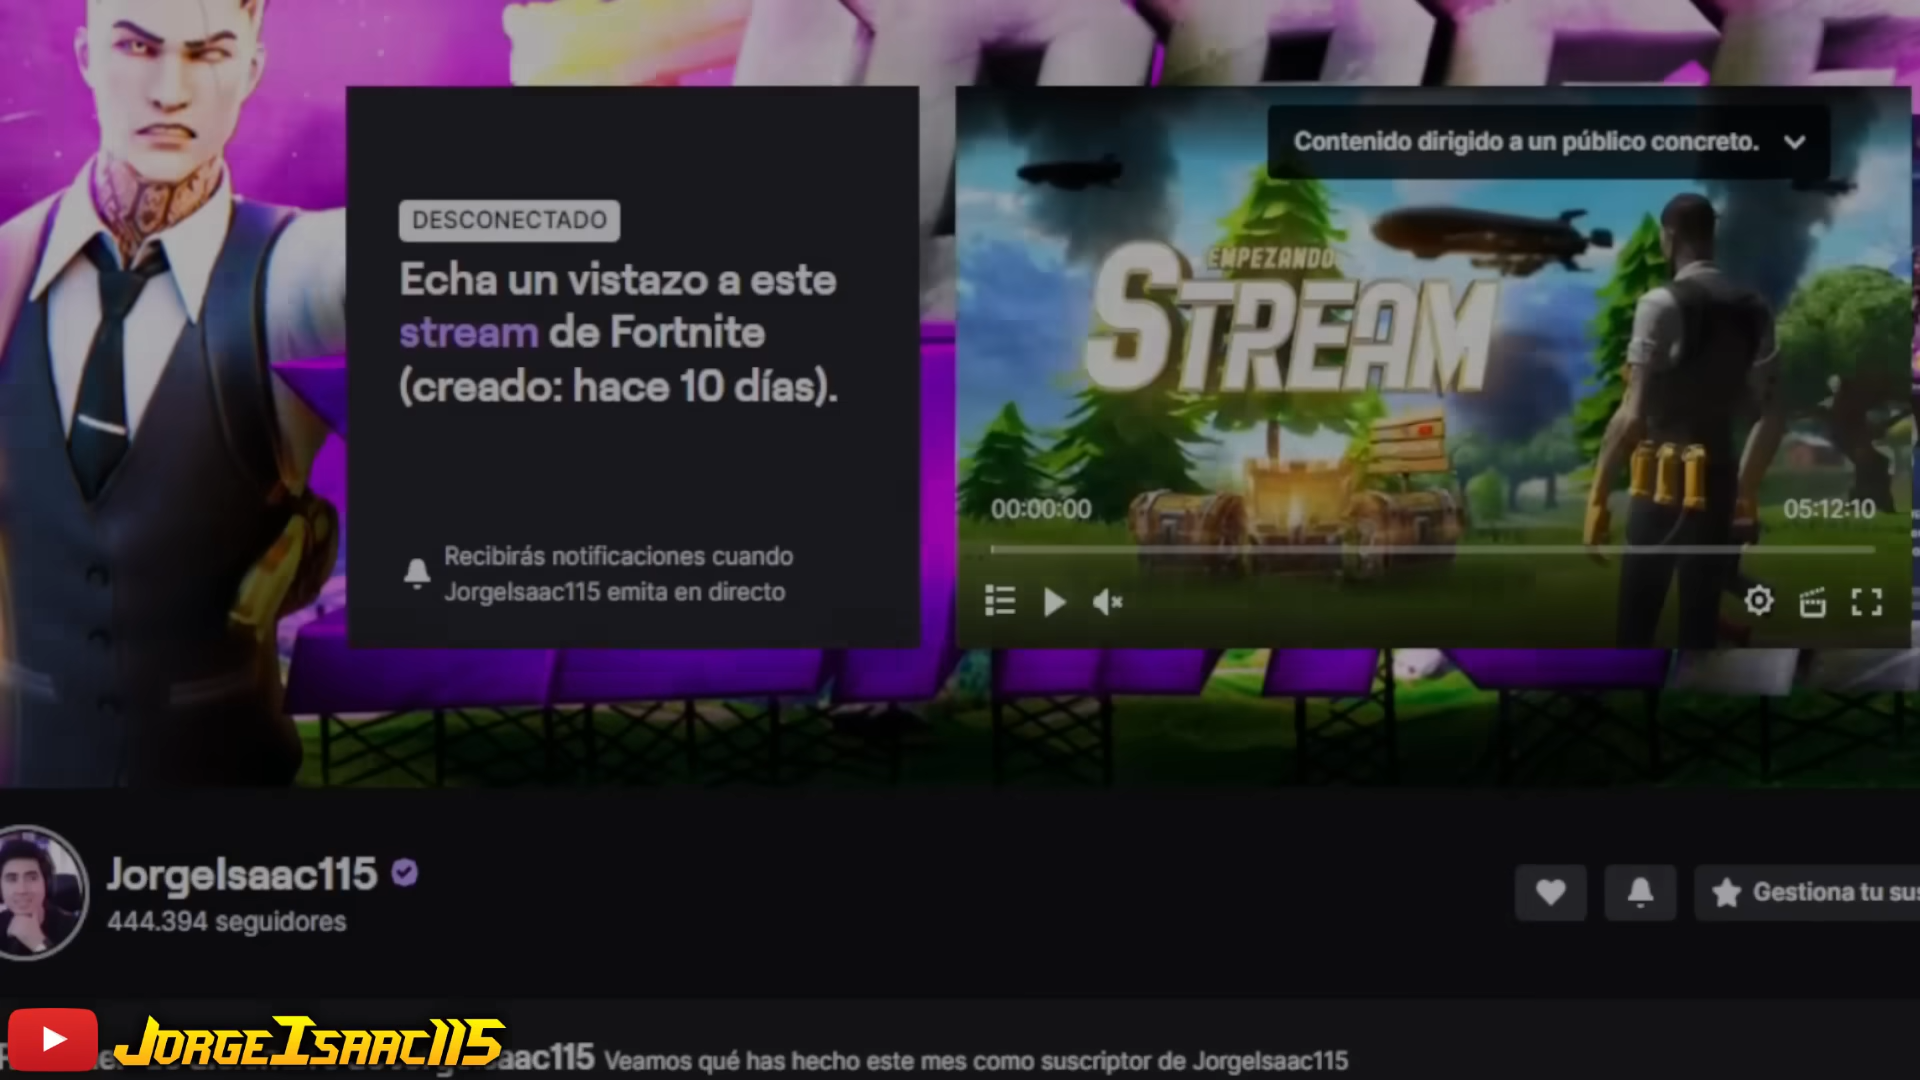 Contenido dirigido a un público concreto.
DESCONECTADO
Echa un vistazo a este
stream de Fortnite
(creado: hace 10 días).
EMPEZANDO
STREAM
00:00:00
05:12:10
Recibirás notificaciones cuando
JorgeIsaac115 emita en directo
JorgeIsaac115
444.394 seguidores
Gestiona tu sus
JORGEISAAC115
saac115 Veamos qué has hecho este mes como suscriptor de JorgeIsaac115